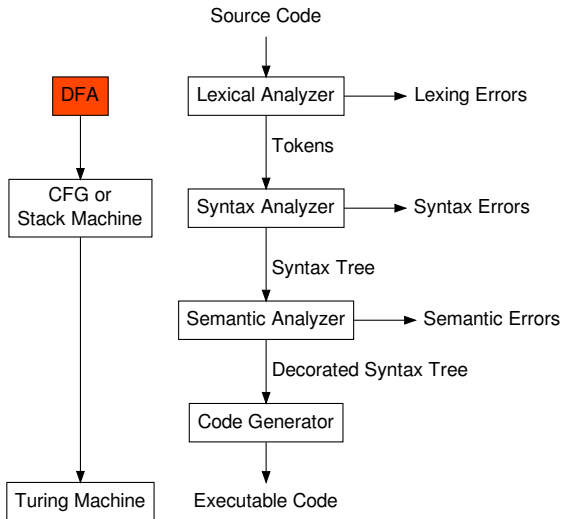 Source Code
DFA
Lexical Analyzer
Lexing Errors
Tokens
CFG or
Stack Machine
Syntax Analyzer
Syntax Errors
Syntax Tree
Semantic Analyzer
Semantic Errors
Decorated Syntax Tree
Code Generator
Turing Machine
Executable Code